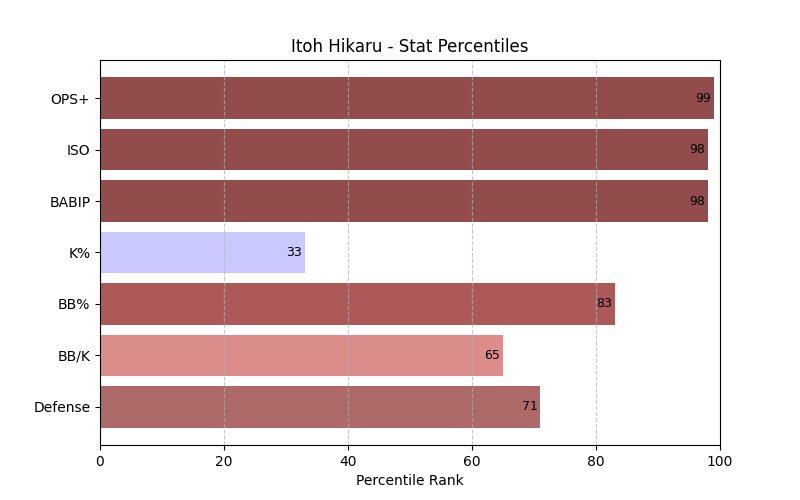 Itoh Hikaru - Stat Percentiles
OPS+ 99
ISO 98
BABIP 98
K% 33
BB% 83
BB/K 65
Defense 71
0 20 40 60 80 100
Percentile Rank